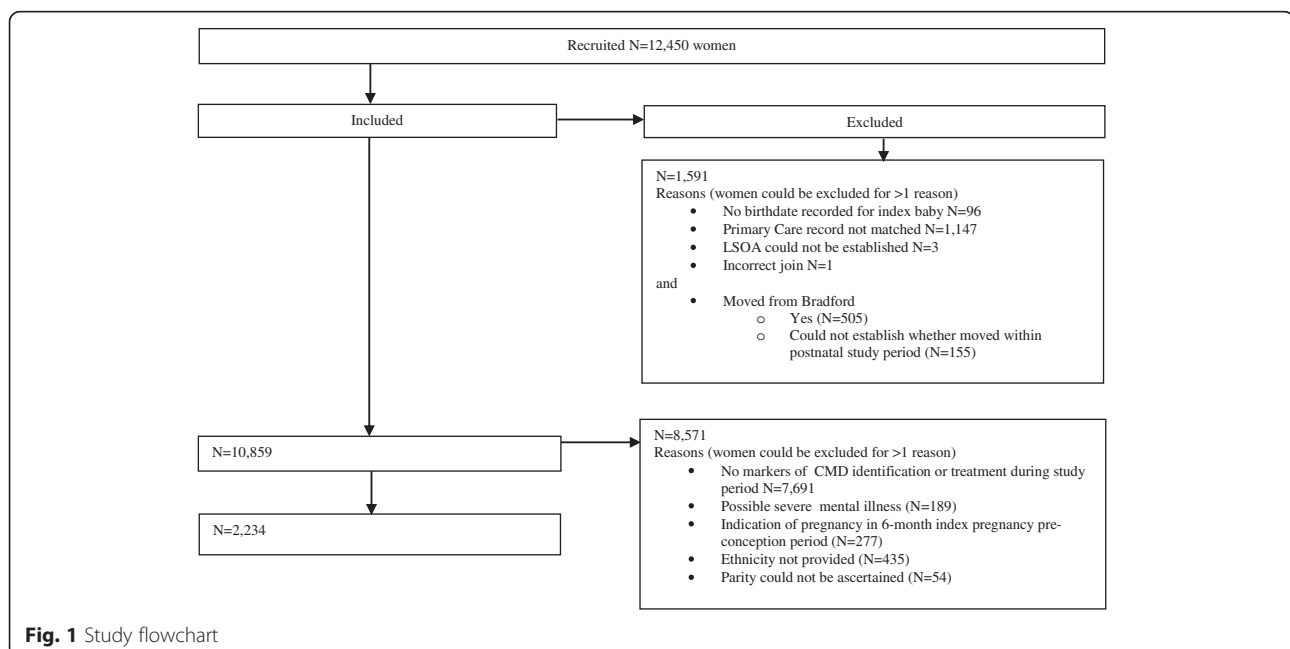 Recruited N=12,450 women
Included
Excluded
N=1,591
Reasons (women could be excluded for >1 reason)
• No birthdate recorded for index baby N=96
• Primary Care record not matched N=1,147
• LSOA could not be established N=3
• Incorrect join N=1
and
• Moved from Bradford
o Yes (N=505)
o Could not establish whether moved within
postnatal study period (N=155)
N=10,859
N=8,571
Reasons (women could be excluded for >1 reason)
• No markers of CMD identification or treatment during study
period N=7,691
• Possible severe mental illness (N=189)
• Indication of pregnancy in 6-month index pregnancy pre-
conception period (N=277)
• Ethnicity not provided (N=435)
• Parity could not be ascertained (N=54)
N=2,234
Fig. 1 Study flowchart